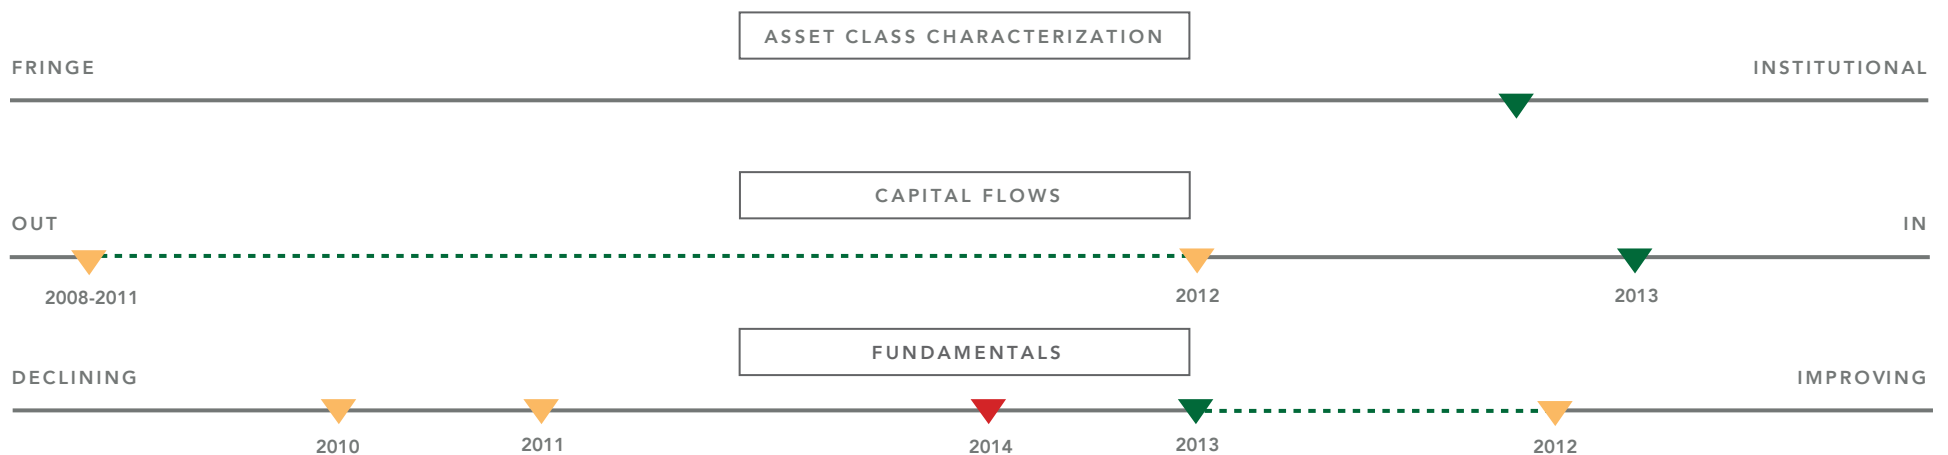 ASSET CLASS CHARACTERIZATION
FRINGE
INSTITUTIONAL
CAPITAL FLOWS
OUT
IN
2008-2011
2012
2013
FUNDAMENTALS
DECLINING
IMPROVING
2010
2011
2014
2013
2012